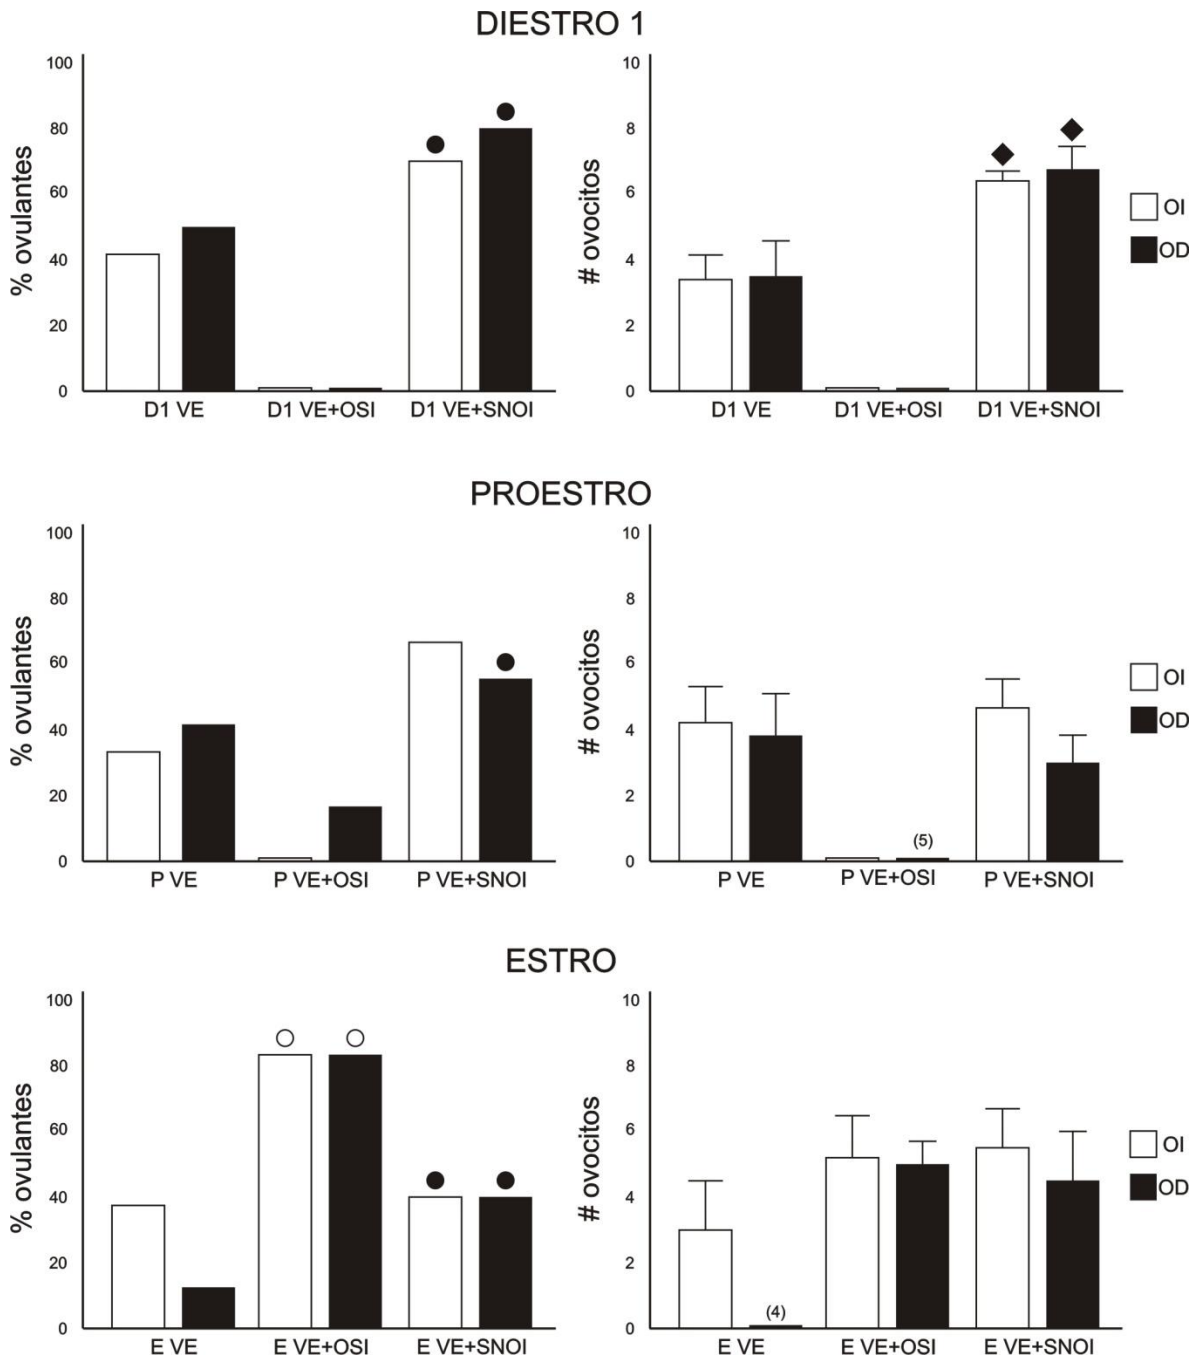 DIESTRO 1
% ovulantes
100
80
60
40
20
0
D1 VE D1 VE+OSI D1 VE+SNOI
# ovocitos
10
8
6
4
2
0
D1 VE D1 VE+OSI D1 VE+SNOI
OI
OD
PROESTRO
% ovulantes
100
80
60
40
20
0
P VE P VE+OSI P VE+SNOI
# ovocitos
10
8
6
4
2
0
(5)
P VE P VE+OSI P VE+SNOI
OI
OD
ESTRO
% ovulantes
100
80
60
40
20
0
E VE E VE+OSI E VE+SNOI
# ovocitos
10
8
6
4
2
0
(4)
E VE E VE+OSI E VE+SNOI
OI
OD